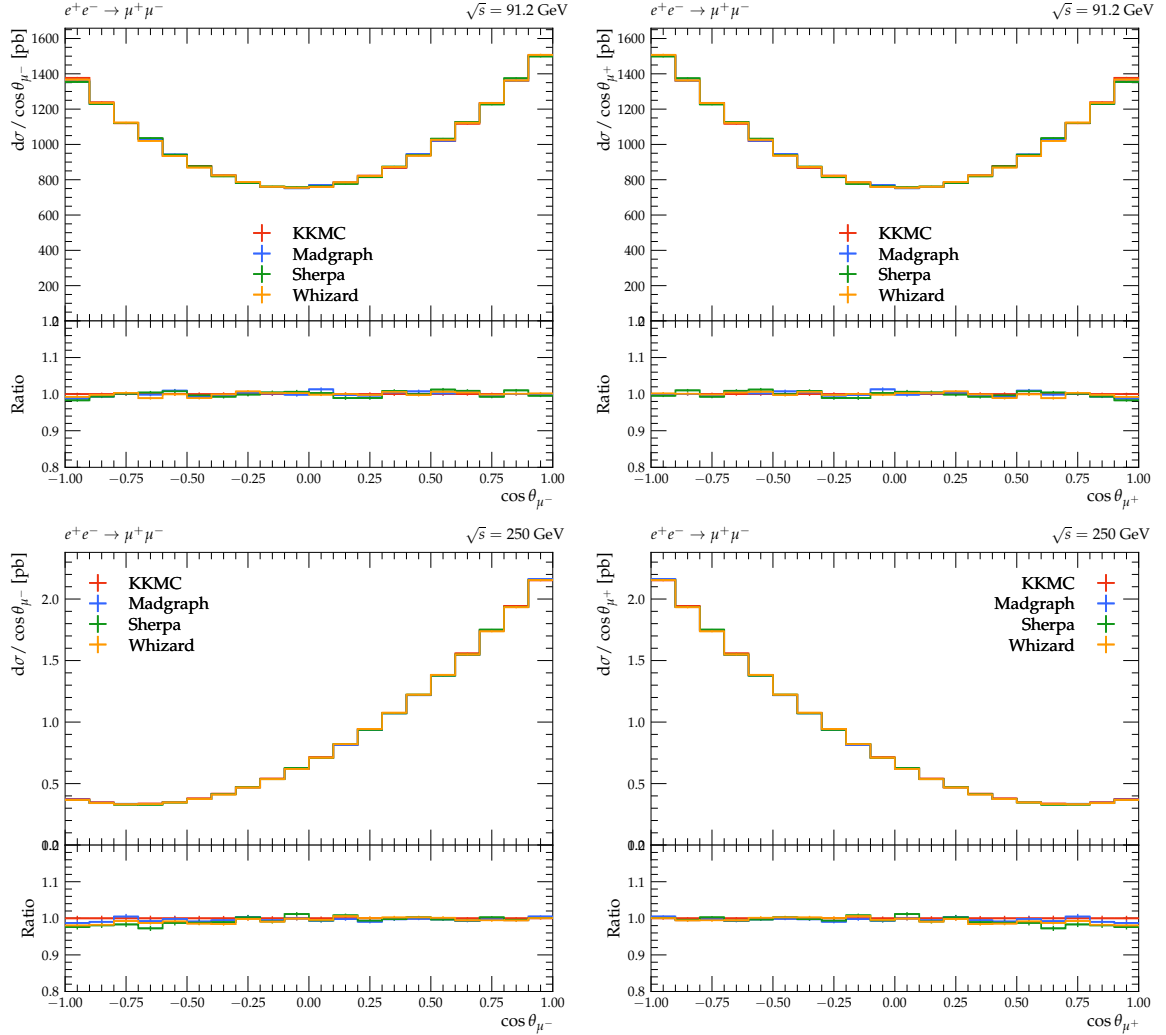 e⁺e⁻ → μ⁺μ⁻ √s = 91.2 GeV
dσ / cos θ_μ⁻ [pb]
1600
1400
1200
1000
800
600
400
200
0
KKMC
Madgraph
Sherpa
Whizard
Ratio
1.2
1.1
1.0
0.9
0.8
−1.00 −0.75 −0.50 −0.25 0.00 0.25 0.50 0.75 1.00
cos θ_μ⁻
e⁺e⁻ → μ⁺μ⁻ √s = 91.2 GeV
dσ / cos θ_μ⁺ [pb]
1600
1400
1200
1000
800
600
400
200
0
KKMC
Madgraph
Sherpa
Whizard
Ratio
1.2
1.1
1.0
0.9
0.8
−1.00 −0.75 −0.50 −0.25 0.00 0.25 0.50 0.75 1.00
cos θ_μ⁺
e⁺e⁻ → μ⁺μ⁻ √s = 250 GeV
dσ / cos θ_μ⁻ [pb]
2.0
1.5
1.0
0.5
0.0
KKMC
Madgraph
Sherpa
Whizard
Ratio
1.2
1.1
1.0
0.9
0.8
−1.00 −0.75 −0.50 −0.25 0.00 0.25 0.50 0.75 1.00
cos θ_μ⁻
e⁺e⁻ → μ⁺μ⁻ √s = 250 GeV
dσ / cos θ_μ⁺ [pb]
2.0
1.5
1.0
0.5
0.0
KKMC
Madgraph
Sherpa
Whizard
Ratio
1.2
1.1
1.0
0.9
0.8
−1.00 −0.75 −0.50 −0.25 0.00 0.25 0.50 0.75 1.00
cos θ_μ⁺